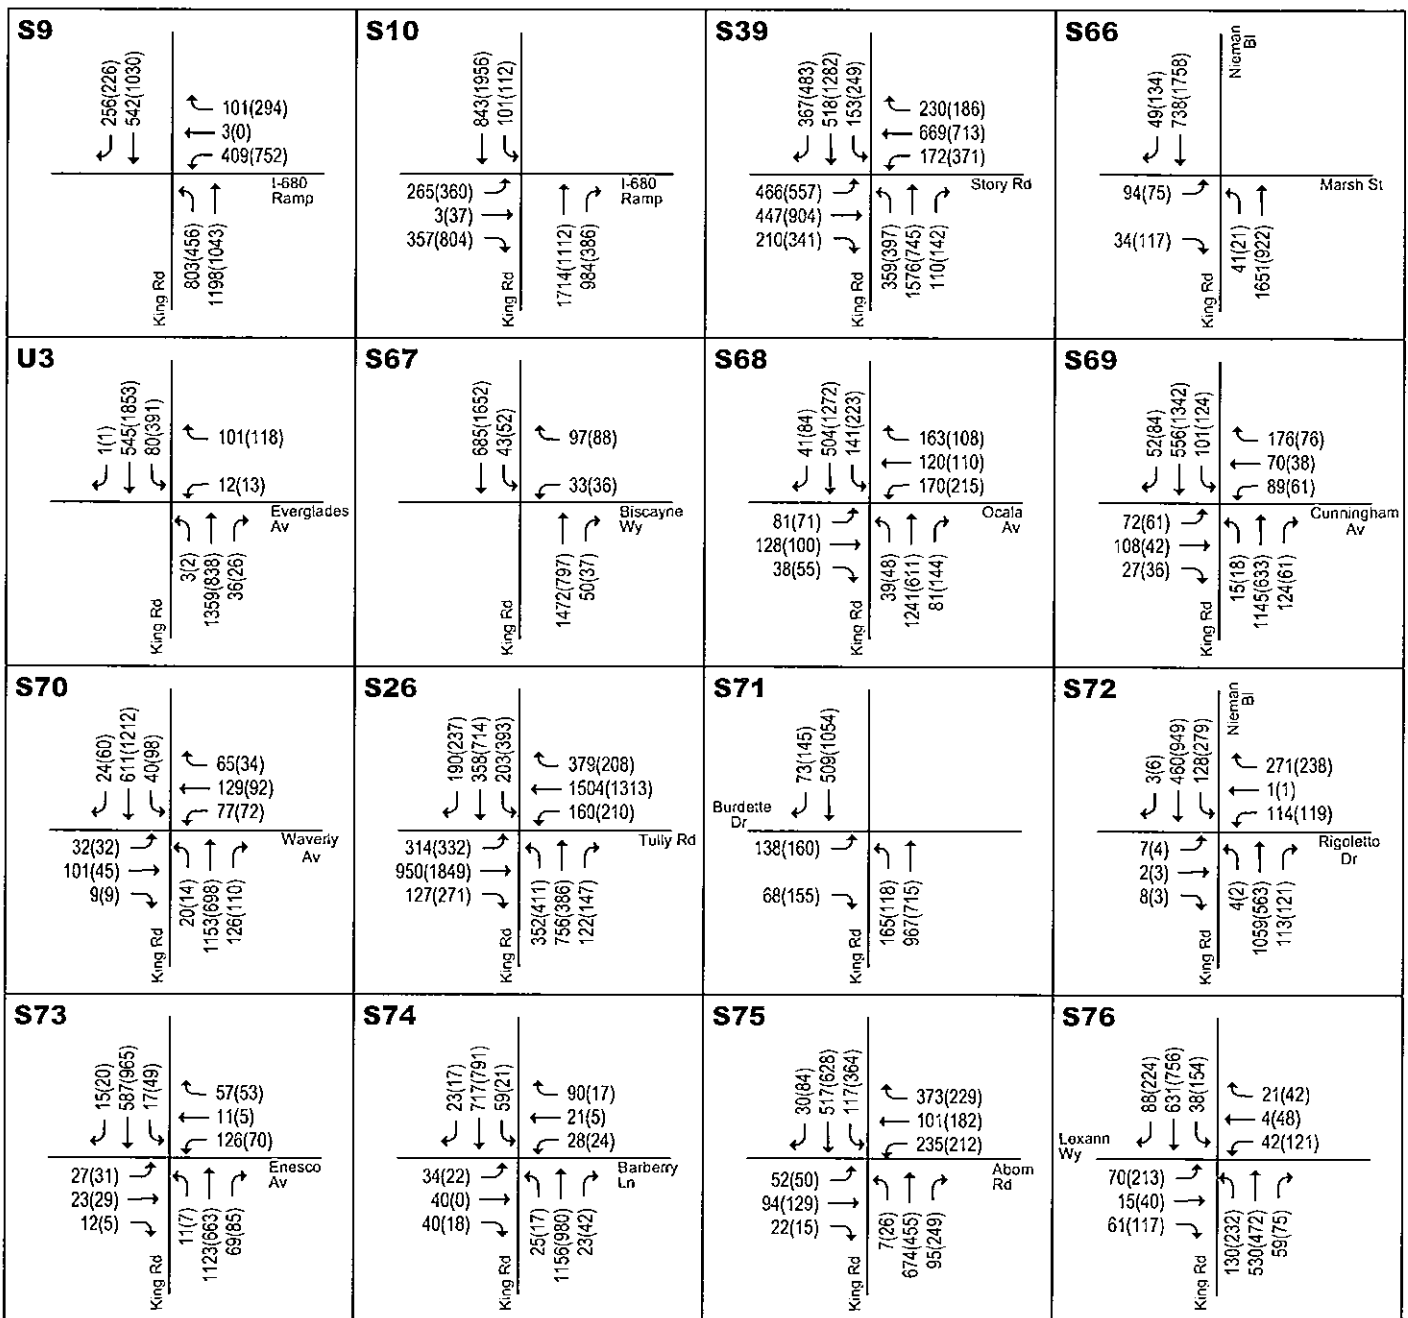 S9
256(226)
542(1030)
101(294)
3(0)
409(752)
I-680
Ramp
803(456)
1198(1043)
King Rd
S10
843(1956)
101(112)
265(360)
3(37)
357(804)
I-680
Ramp
1714(1112)
984(386)
King Rd
S39
367(483)
518(1282)
153(249)
230(186)
669(713)
172(371)
466(557)
447(904)
210(341)
Story Rd
359(397)
1576(745)
110(142)
King Rd
S66
Nieman
Bl
49(134)
738(1758)
94(75)
34(117)
Marsh St
41(21)
1651(922)
King Rd
U3
1(1)
545(1853)
80(391)
101(118)
12(13)
Everglades
Av
3(2)
1359(838)
36(26)
King Rd
S67
685(1652)
43(52)
97(88)
33(36)
Biscayne
Wy
1472(797)
50(37)
King Rd
S68
41(84)
504(1272)
141(223)
163(108)
120(110)
170(215)
81(71)
128(100)
38(55)
Ocala
Av
39(48)
1241(611)
81(144)
King Rd
S69
52(84)
556(1342)
101(124)
176(76)
70(38)
89(61)
72(61)
108(42)
27(36)
Cunningham
Av
15(18)
1145(633)
124(61)
King Rd
S70
24(60)
611(1212)
40(98)
65(34)
129(92)
77(72)
32(32)
101(45)
9(9)
Waverly
Av
20(14)
1153(698)
126(110)
King Rd
S26
190(237)
358(714)
203(393)
379(208)
1504(1313)
160(210)
314(332)
950(1849)
127(271)
Tully Rd
352(411)
756(386)
122(147)
King Rd
S71
73(145)
509(1054)
Burdette
Dr
138(160)
68(155)
165(118)
967(715)
King Rd
S72
Nieman
Bl
3(6)
460(949)
128(279)
271(238)
1(1)
114(119)
7(4)
2(3)
8(3)
Rigoletto
Dr
4(2)
1059(563)
113(121)
King Rd
S73
15(20)
587(965)
17(49)
57(53)
11(5)
126(70)
27(31)
23(29)
12(5)
Enesco
Av
11(7)
1123(663)
69(85)
King Rd
S74
23(17)
717(791)
59(21)
90(17)
21(5)
28(24)
34(22)
40(0)
40(18)
Barberry
Ln
25(17)
1156(980)
23(42)
King Rd
S75
30(84)
517(628)
117(364)
373(229)
101(182)
235(212)
52(50)
94(129)
22(15)
Aborn
Rd
7(26)
674(455)
95(249)
King Rd
S76
88(224)
631(756)
38(154)
21(42)
4(48)
42(121)
Lexann
Wy
70(213)
15(40)
61(117)
130(232)
530(472)
59(75)
King Rd